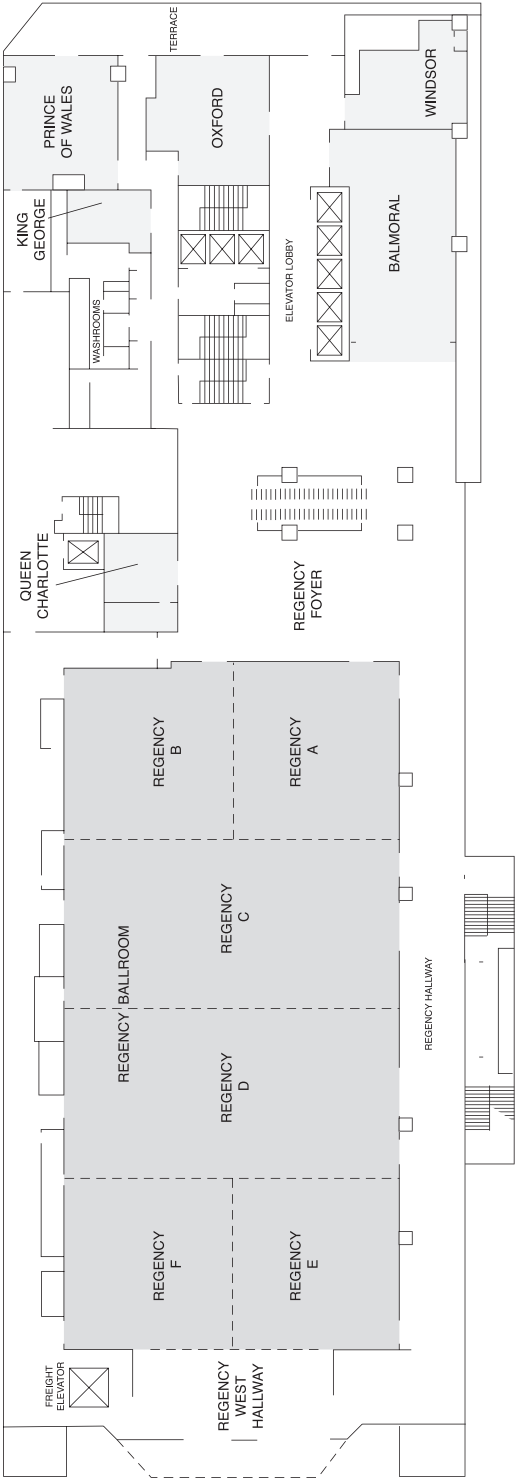 TERRACE
WINDSOR
PRINCE
OF WALES
OXFORD
BALMORAL
KING
GEORGE
ELEVATOR LOBBY
WASHROOMS
QUEEN
CHARLOTTE
REGENCY
FOYER
REGENCY
B
REGENCY
A
REGENCY
C
REGENCY BALLROOM
REGENCY HALLWAY
REGENCY
D
REGENCY
F
REGENCY
E
FREIGHT
ELEVATOR
REGENCY
WEST
HALLWAY